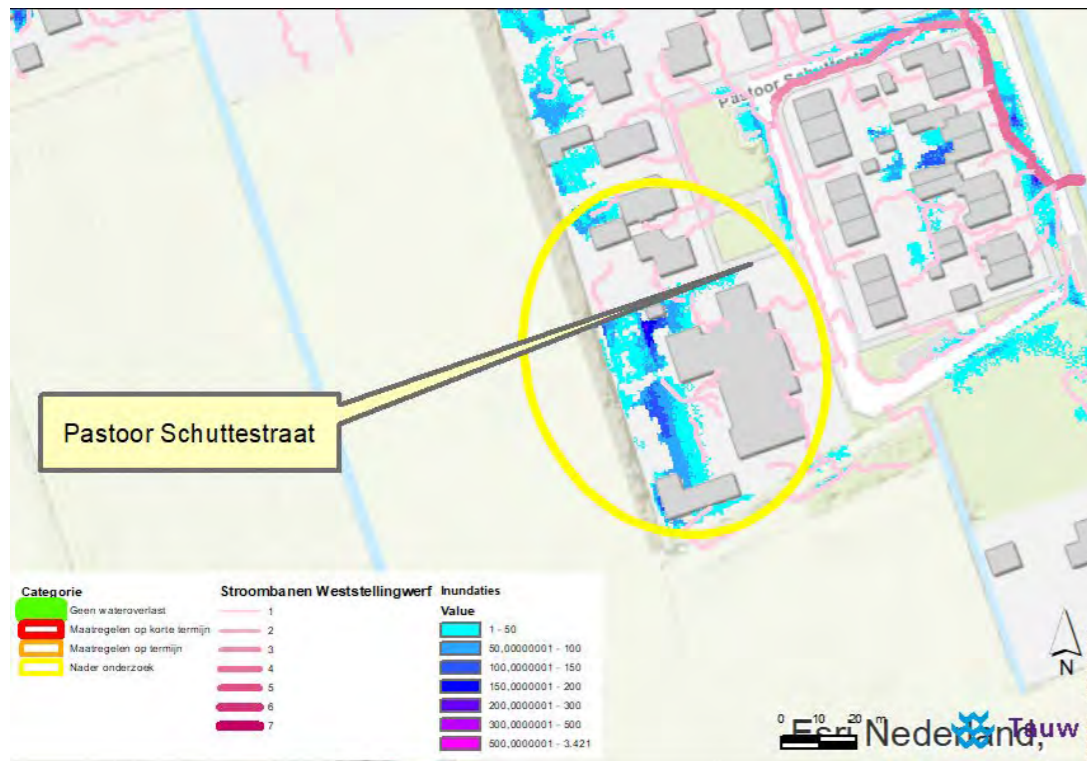 Pastoor Schuttestr
Pastoor Schuttestraat
Categorie
Geen wateroverlast
Maatregelen op korte termijn
Maatregelen op termijn
Nader onderzoek
Stroombanen Weststellingwerf
1
2
3
4
5
6
7
Inundaties
Value
1 - 50
50,00000001 - 100
100,0000001 - 150
150,0000001 - 200
200,0000001 - 300
300,0000001 - 500
500,0000001 - 3.421
N
0 10 20 m
Esri Nederland,
Tauw